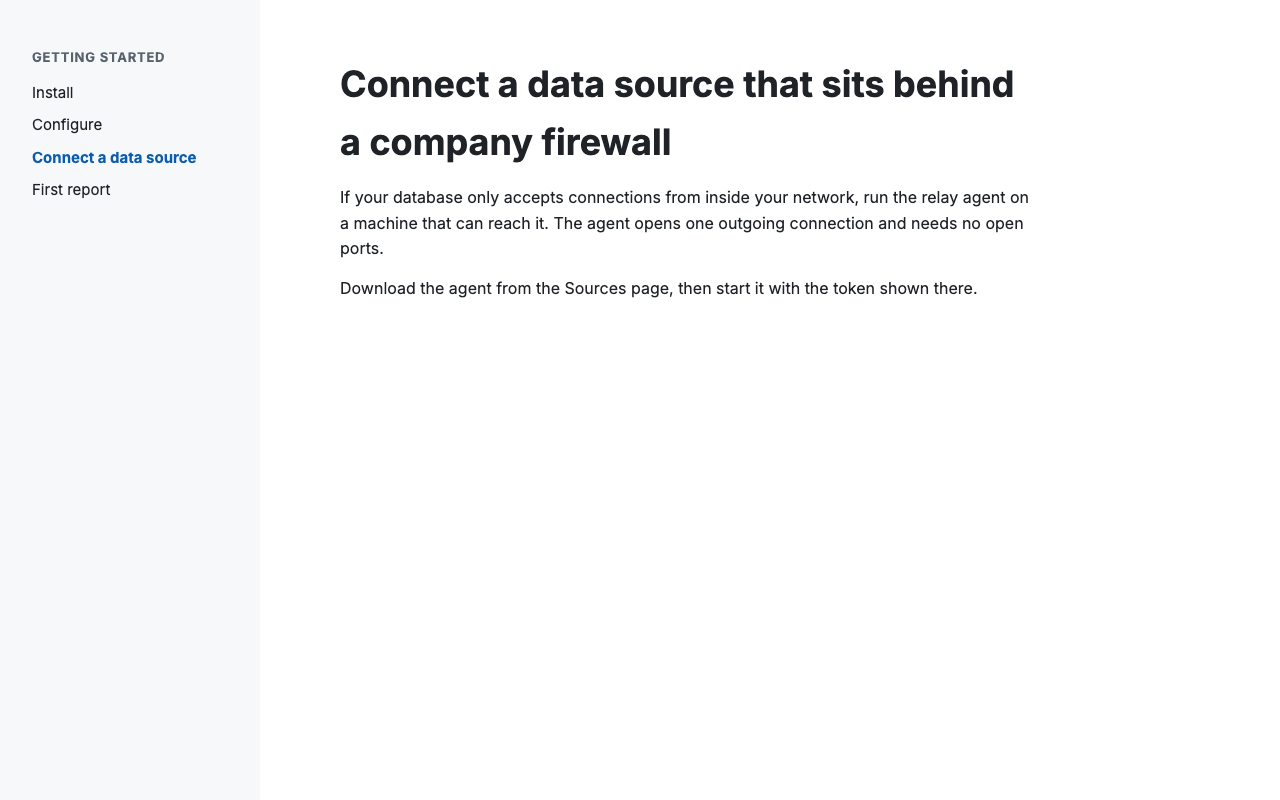 GETTING STARTED
Install
Configure
Connect a data source
First report
Connect a data source that sits behind
a company firewall
If your database only accepts connections from inside your network, run the relay agent on
a machine that can reach it. The agent opens one outgoing connection and needs no open
ports.
Download the agent from the Sources page, then start it with the token shown there.